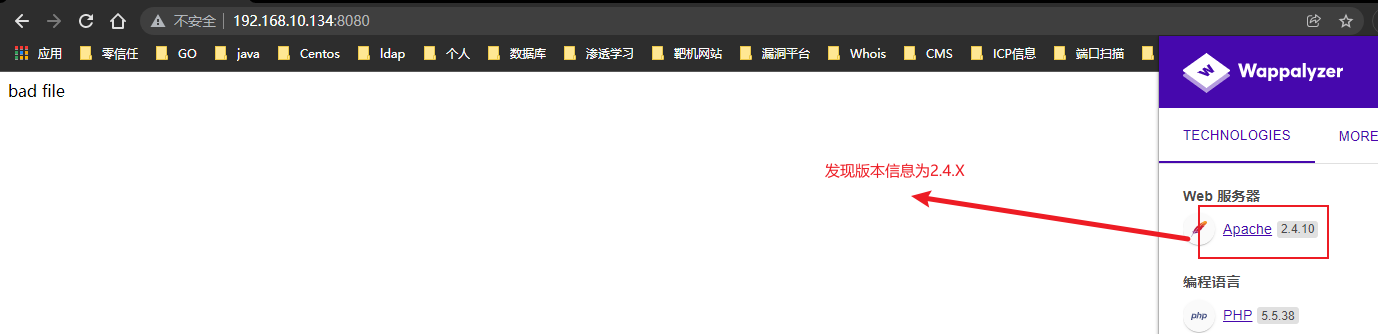 不安全 192.168.10.134:8080
应用 零信任 GO java Centos ldap 个人 数据库 渗透学习 靶机网站 漏洞平台 Whois CMS ICP信息 端口扫描
bad file
Wappalyzer
TECHNOLOGIES MORE
发现版本信息为2.4.X
Web 服务器
Apache 2.4.10
编程语言
php PHP 5.5.38